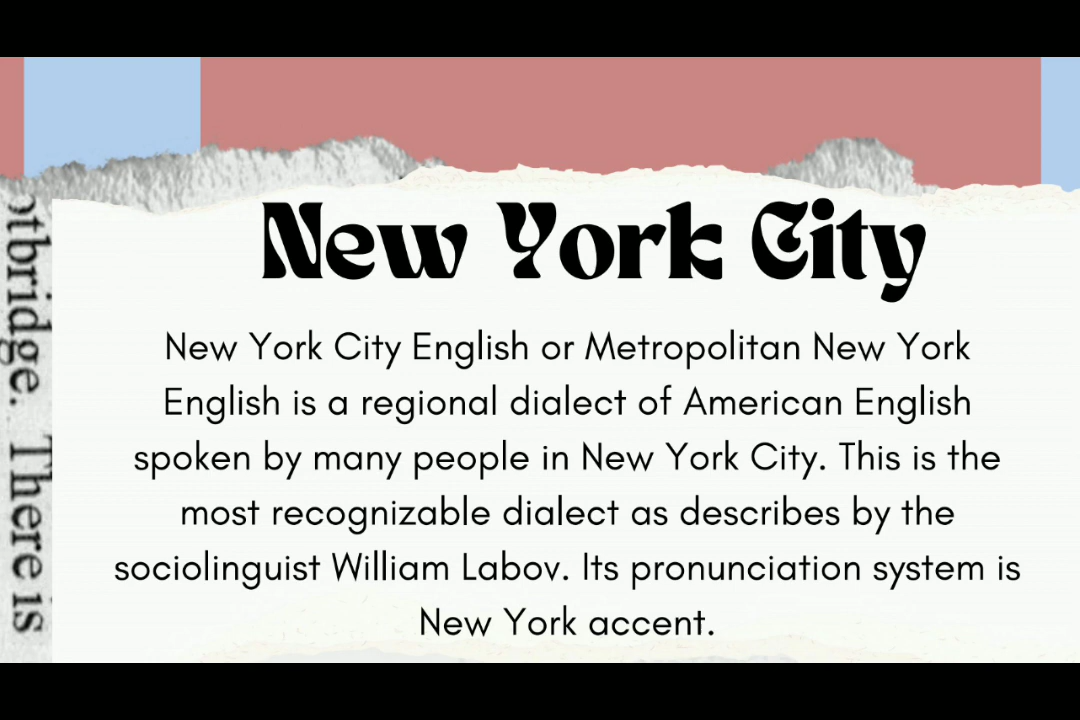 New York City
New York City English or Metropolitan New York
English is a regional dialect of American English
spoken by many people in New York City. This is the
most recognizable dialect as describes by the
sociolinguist William Labov. Its pronunciation system is
New York accent.
otbridge. There is